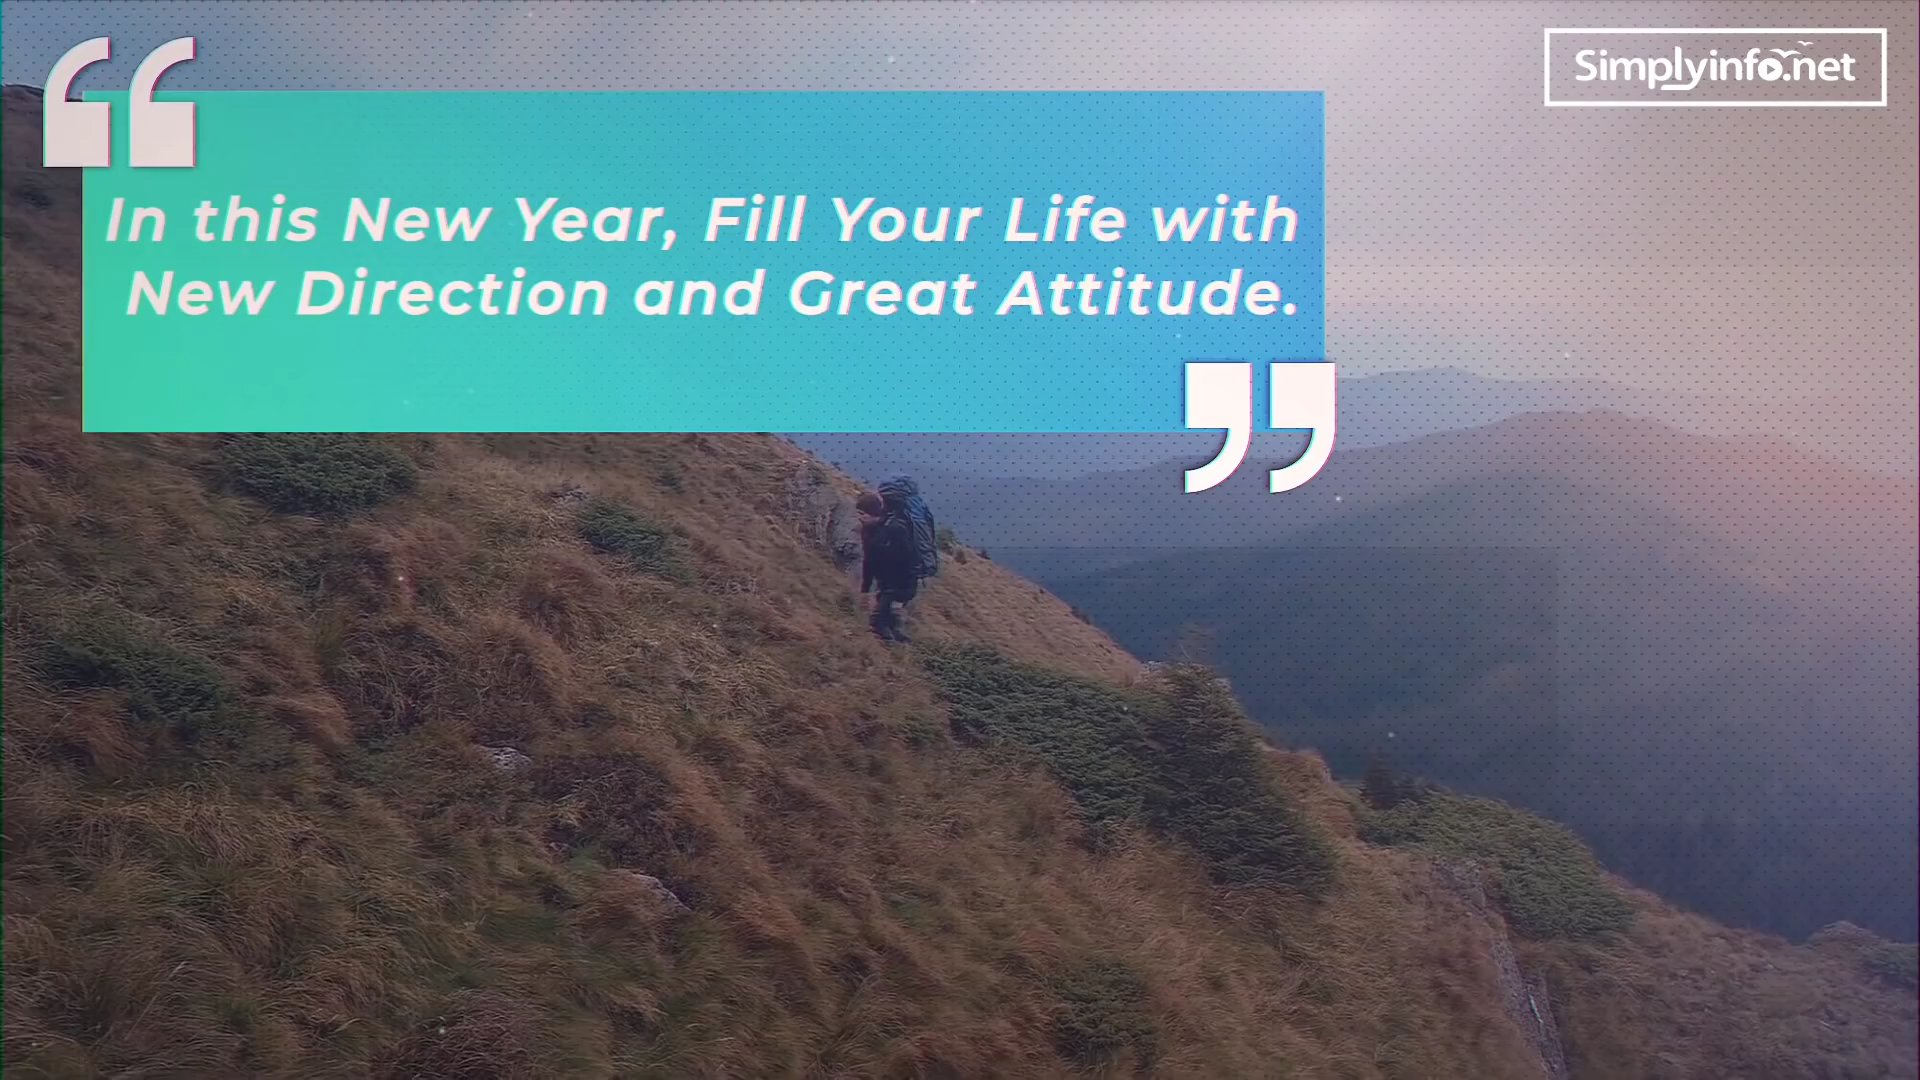 Simplyinfo.net
In this New Year, Fill Your Life with
New Direction and Great Attitude.